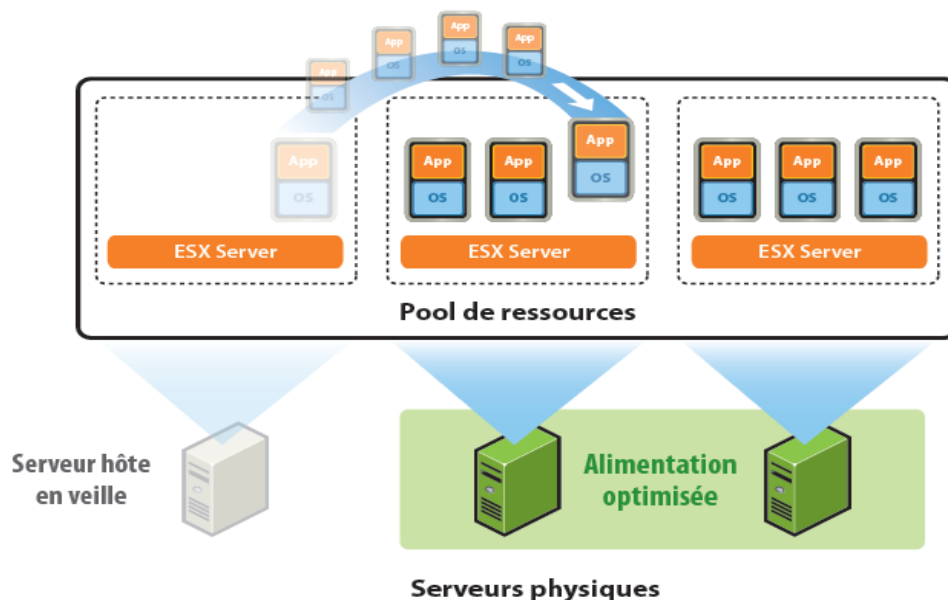 App
OS
App
OS
App
OS
App
OS
App
OS
App
OS
App
OS
App
OS
App
OS
App
OS
App
OS
ESX Server
ESX Server
ESX Server
Pool de ressources
Serveur hôte
en veille
Alimentation
optimisée
Serveurs physiques